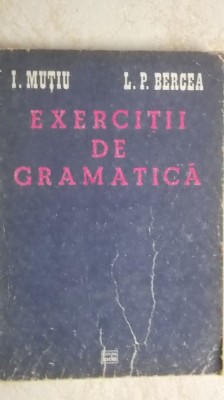 I. MUȚIU L. P. BERCEA
EXERCIȚII
DE
GRAMATICĂ